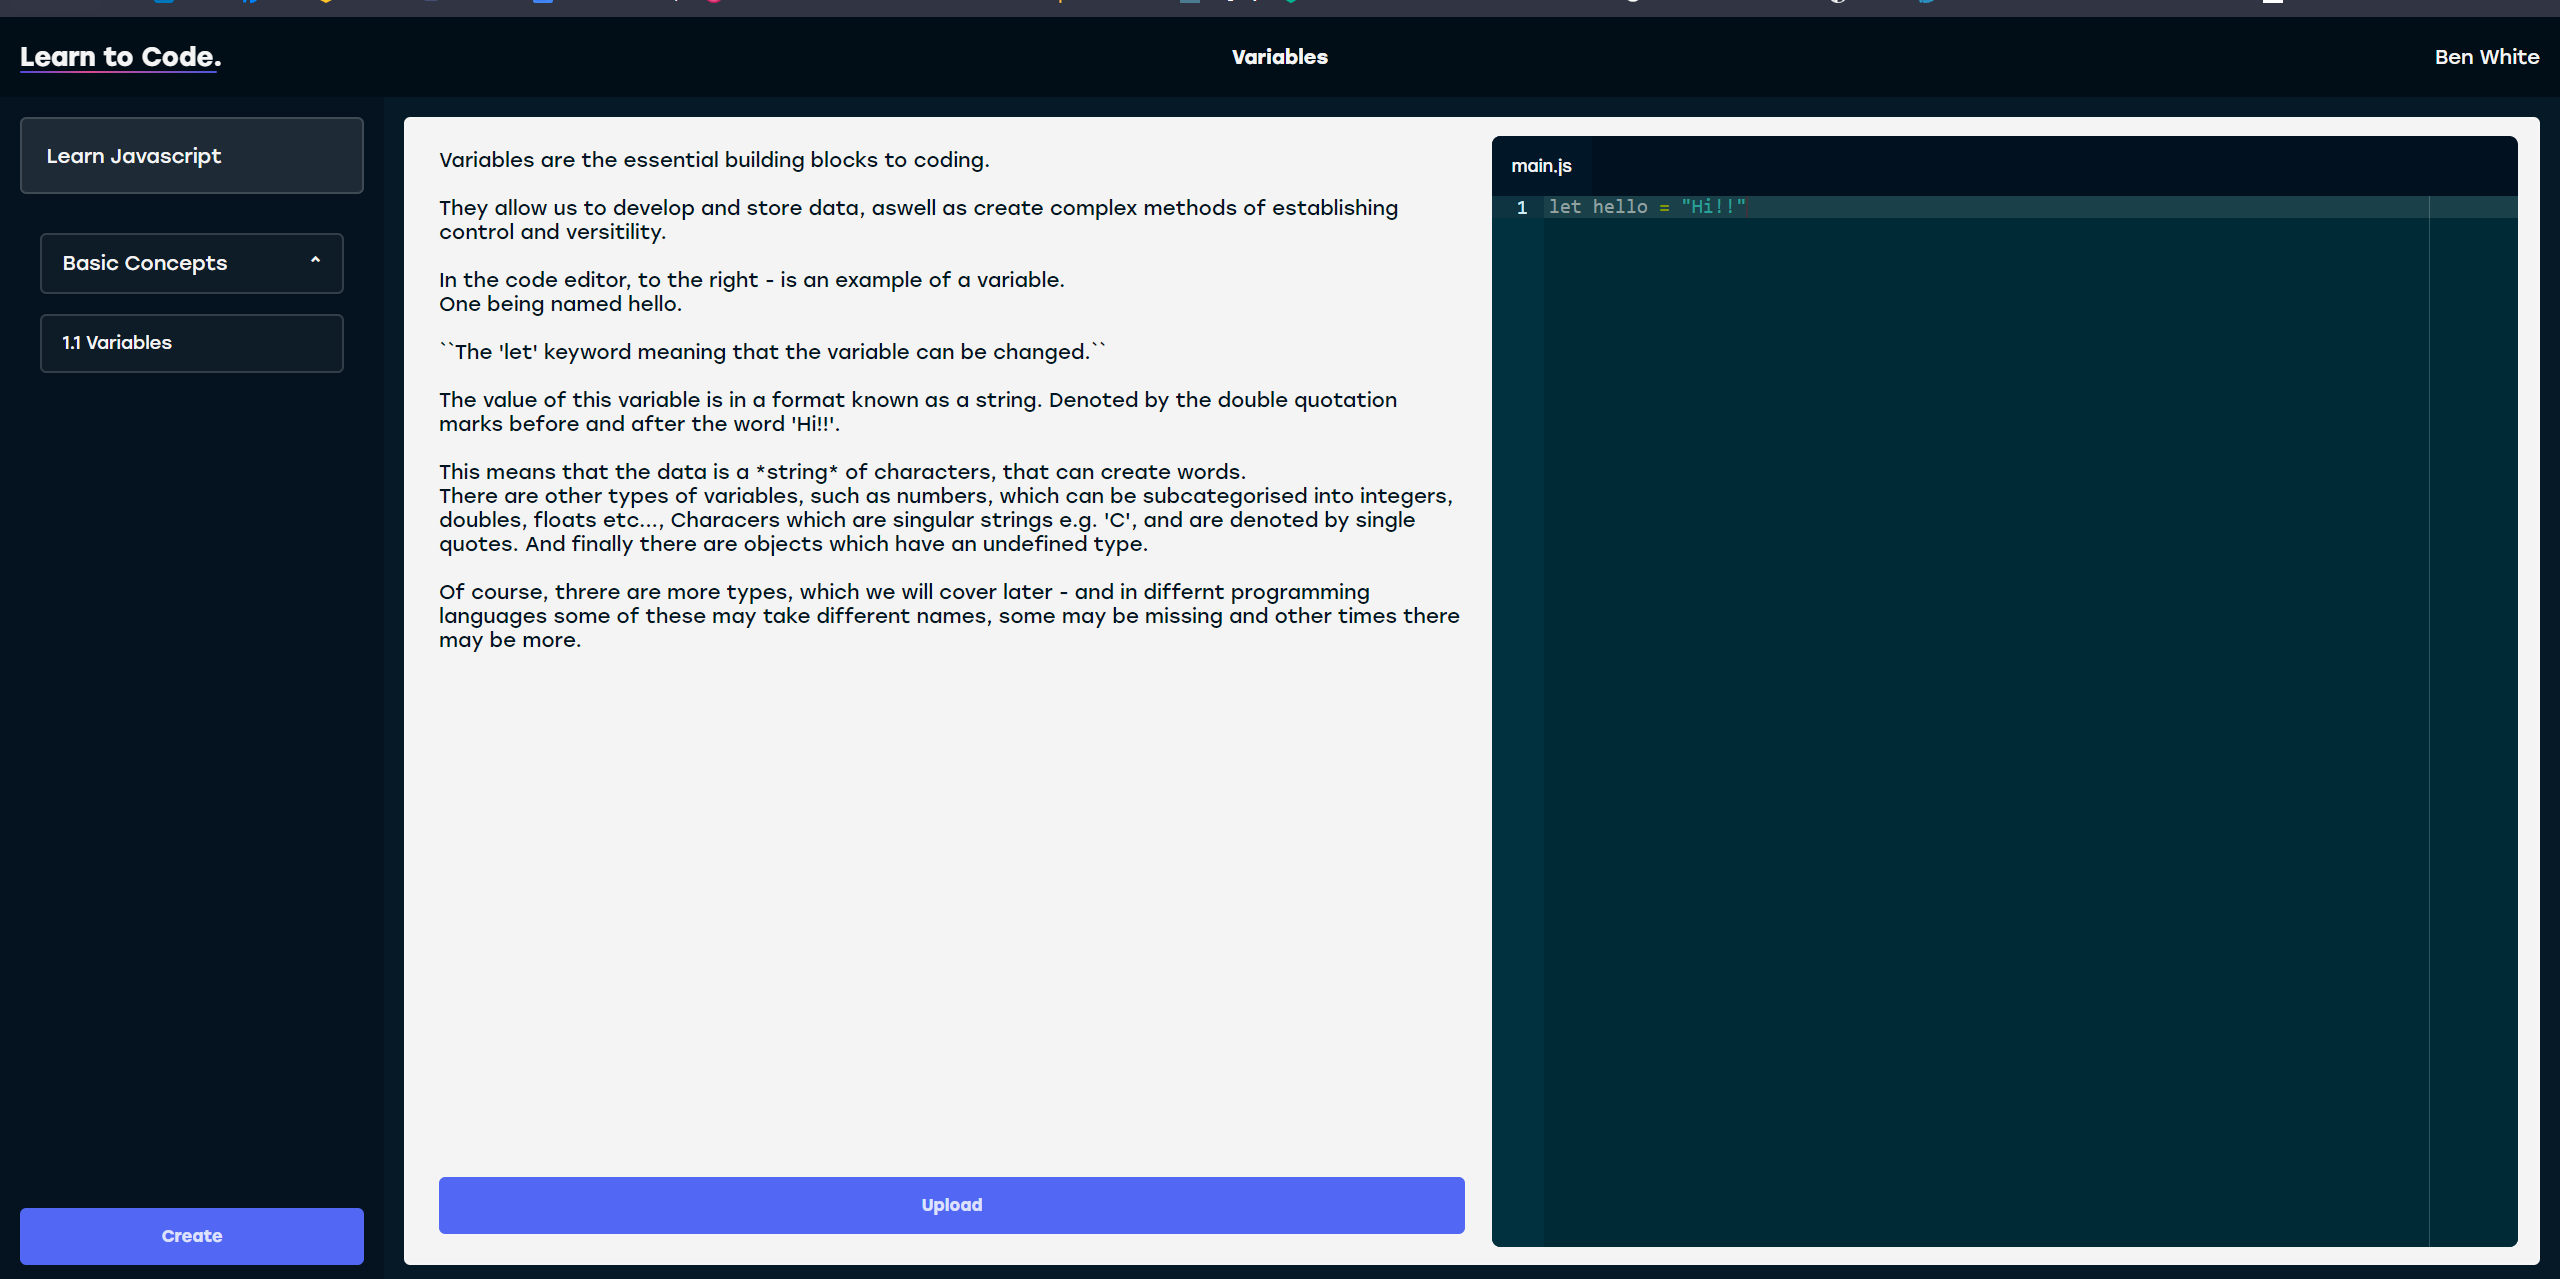 Learn to Code.
Variables
Ben White
Learn Javascript
Basic Concepts
1.1 Variables
Create
Variables are the essential building blocks to coding.
They allow us to develop and store data, aswell as create complex methods of establishing
control and versitility.
In the code editor, to the right - is an example of a variable.
One being named hello.
``The 'let' keyword meaning that the variable can be changed.``
The value of this variable is in a format known as a string. Denoted by the double quotation
marks before and after the word 'Hi!!'.
This means that the data is a *string* of characters, that can create words.
There are other types of variables, such as numbers, which can be subcategorised into integers,
doubles, floats etc..., Characers which are singular strings e.g. 'C', and are denoted by single
quotes. And finally there are objects which have an undefined type.
Of course, threre are more types, which we will cover later - and in differnt programming
languages some of these may take different names, some may be missing and other times there
may be more.
Upload
main.js
1 let hello = "Hi!!"